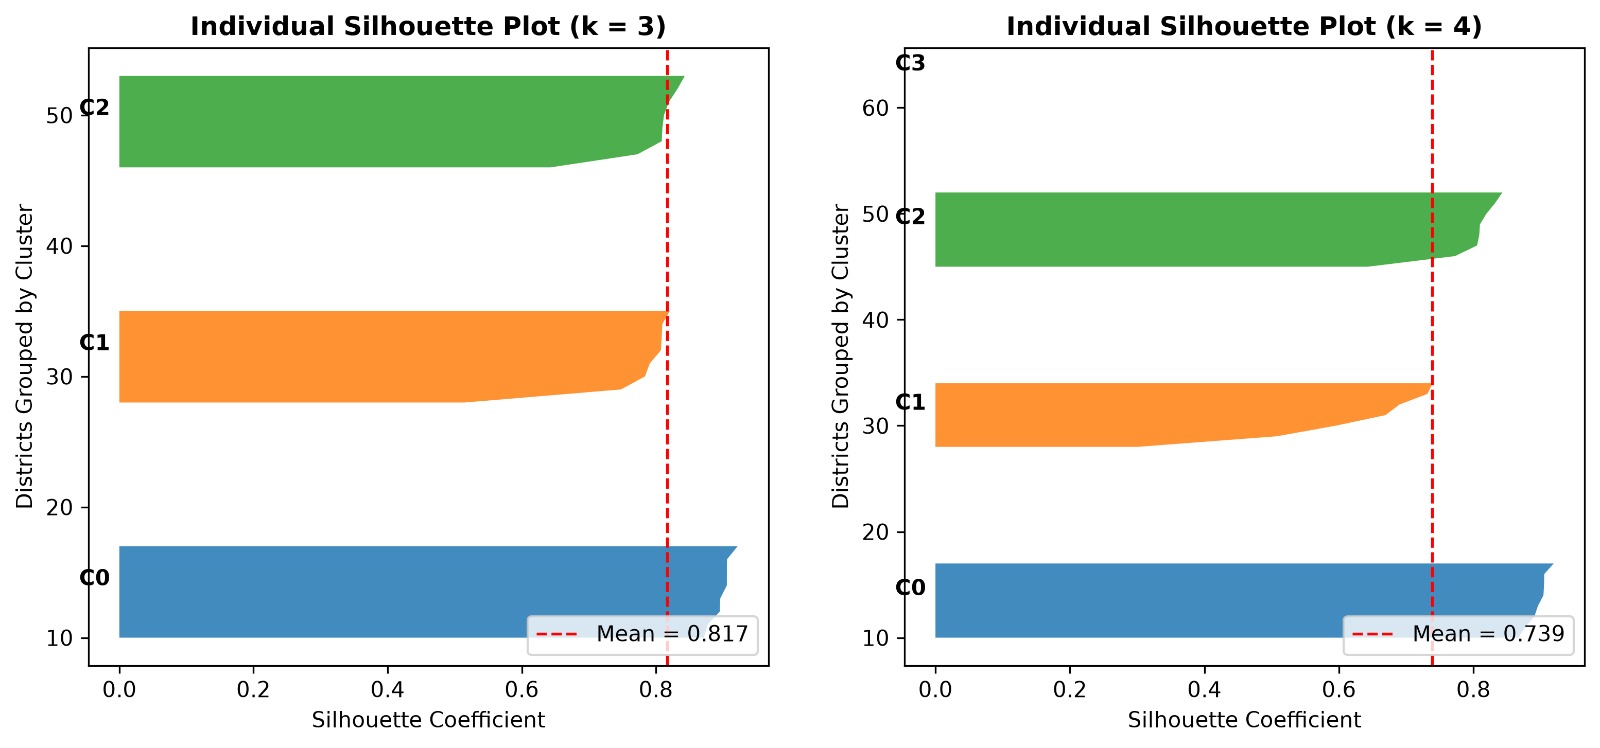 Individual Silhouette Plot (k = 3)
Districts Grouped by Cluster
50
40
30
20
10
C2
C1
C0
Mean = 0.817
0.0 0.2 0.4 0.6 0.8
Silhouette Coefficient
Individual Silhouette Plot (k = 4)
Districts Grouped by Cluster
60
50
40
30
20
10
C3
C2
C1
C0
Mean = 0.739
0.0 0.2 0.4 0.6 0.8
Silhouette Coefficient